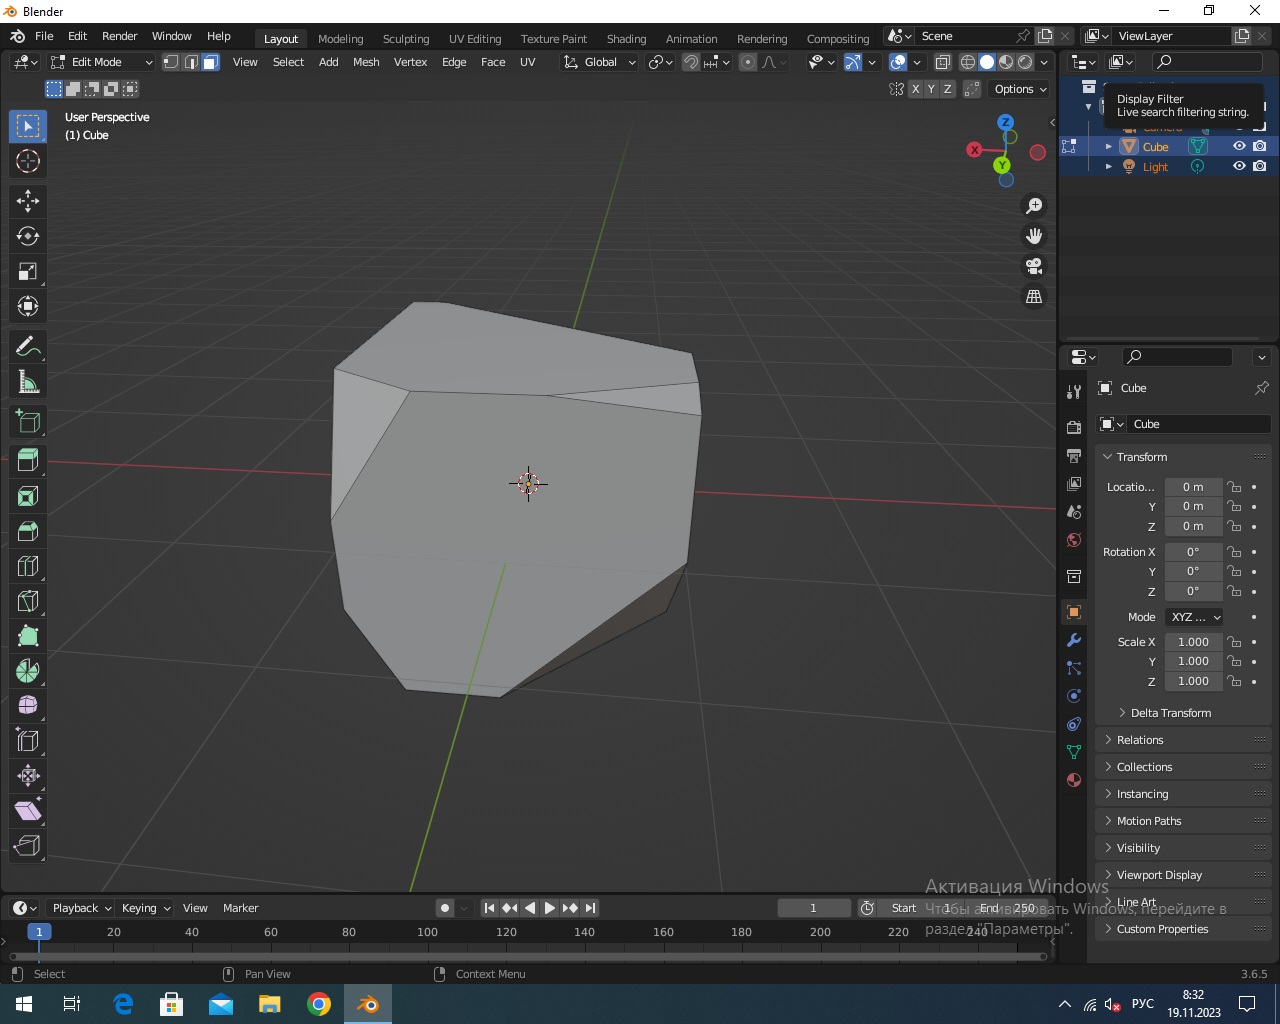 Blender
File Edit Render Window Help Layout Modeling Sculpting UV Editing Texture Paint Shading Animation Rendering Compositing Scene ViewLayer
Edit Mode View Select Add Mesh Vertex Edge Face UV Global
X Y Z Options
User Perspective
(1) Cube
Z
X
Y
Display Filter
Live search filtering string.
Camera
Cube
Light
Cube
Cube
Transform
Locatio... 0 m
Y 0 m
Z 0 m
Rotation X 0°
Y 0°
Z 0°
Mode XYZ ...
Scale X 1.000
Y 1.000
Z 1.000
Delta Transform
Relations
Collections
Instancing
Motion Paths
Visibility
Viewport Display
Line Art
Custom Properties
Активация Windows
Чтобы активировать Windows, перейдите в
раздел "Параметры".
Playback Keying View Marker 1 Start 1 End 250
1 20 40 60 80 100 120 140 160 180 200 220 240
Select Pan View Context Menu 3.6.5
РУС 8:32
19.11.2023